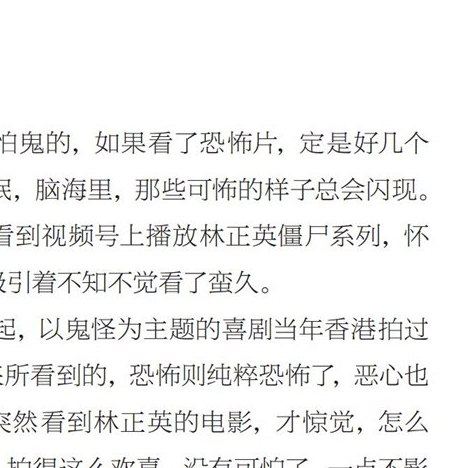 怕鬼的，如果看了恐怖片，定是好几个
民，脑海里，那些可怖的样子总会闪现。
看到视频号上播放林正英僵尸系列，怀
引着不知不觉看了蛮久。
起，以鬼怪为主题的喜剧当年香港拍过
所看到的，恐怖则纯粹恐怖了，恶心也
突然看到林正英的电影，才惊觉，怎么
拍得这么欢喜，没有可怕了，一点不影